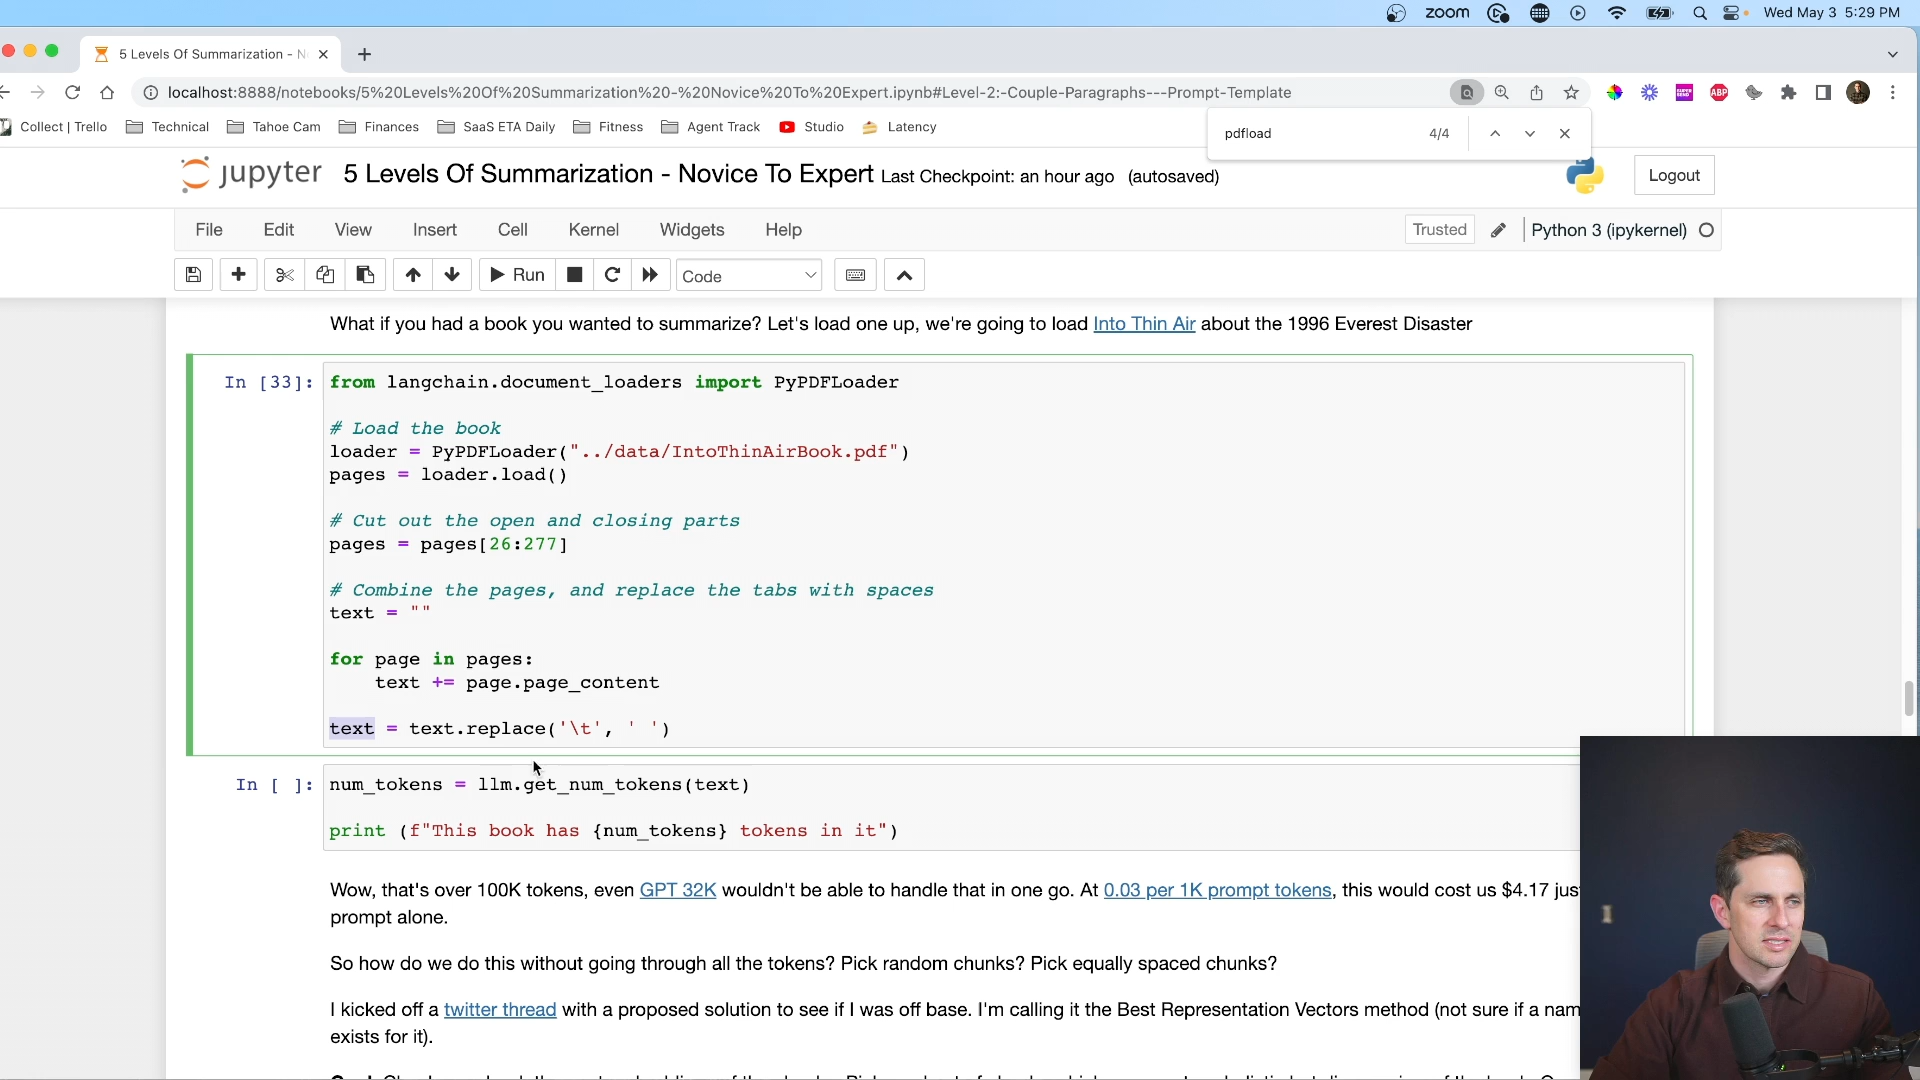 zoom
Wed May 3 5:29 PM
5 Levels Of Summarization - N
localhost:8888/notebooks/5%20Levels%20Of%20Summarization%20-%20Novice%20To%20Expert.ipynb#Level-2:-Couple-Paragraphs---Prompt-Template
ABP
Collect | Trello
Technical
Tahoe Cam
Finances
SaaS ETA Daily
Fitness
Agent Track
Studio
Latency
pdfload
4/4
jupyter
5 Levels Of Summarization - Novice To Expert Last Checkpoint: an hour ago (autosaved)
Logout
File Edit View Insert Cell Kernel Widgets Help
Trusted
Python 3 (ipykernel)
Run
Code
What if you had a book you wanted to summarize? Let's load one up, we're going to load Into Thin Air about the 1996 Everest Disaster
In [33]: from langchain.document_loaders import PyPDFLoader
# Load the book
loader = PyPDFLoader("../data/IntoThinAirBook.pdf")
pages = loader.load()
# Cut out the open and closing parts
pages = pages[26:277]
# Combine the pages, and replace the tabs with spaces
text = ""
for page in pages:
text += page.page_content
text = text.replace('\t', ' ')
In [ ]: num_tokens = llm.get_num_tokens(text)
print (f"This book has {num_tokens} tokens in it")
Wow, that's over 100K tokens, even GPT 32K wouldn't be able to handle that in one go. At 0.03 per 1K prompt tokens, this would cost us $4.17 jus
prompt alone.
So how do we do this without going through all the tokens? Pick random chunks? Pick equally spaced chunks?
I kicked off a twitter thread with a proposed solution to see if I was off base. I'm calling it the Best Representation Vectors method (not sure if a nam
exists for it).